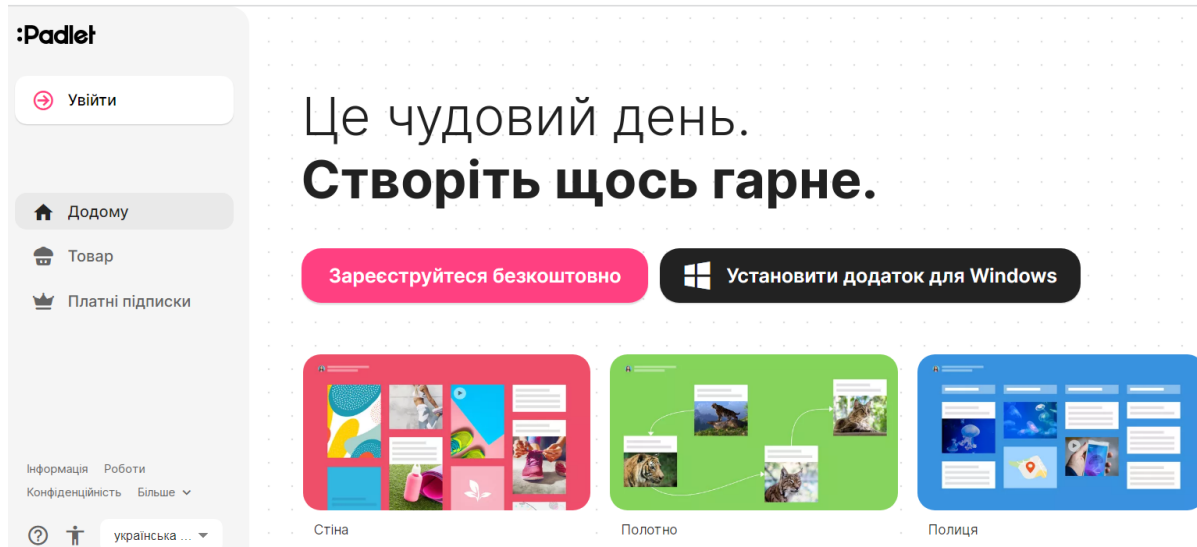 :Padlet
Увійти
Додому
Товар
Платні підписки
Інформація Роботи
Конфіденційність Більше
українська ...
Це чудовий день.
Створіть щось гарне.
Зареєструйтеся безкоштовно
Установити додаток для Windows
Стіна
Полотно
Полиця